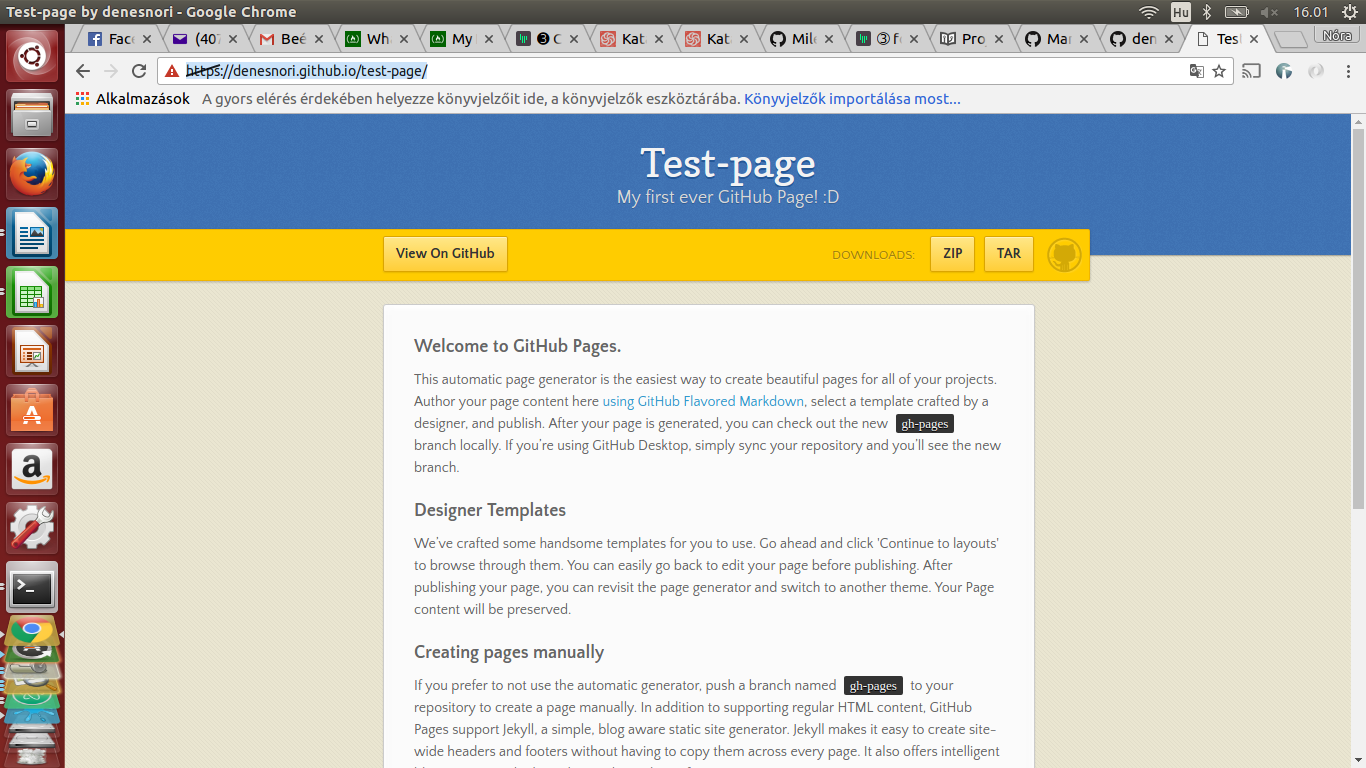 Test-page by denesnori - Google Chrome
Hu
16.01
Face
(407
Beé
Wha
My
❸ C
Kat
Kat
Mile
③ f
Pro
Mar
den
Test
Nóra
https://denesnori.github.io/test-page/
Alkalmazások
A gyors elérés érdekében helyezze könyvjelzőit ide, a könyvjelzők eszköztárába. Könyvjelzők importálása most...
Test-page
My first ever GitHub Page! :D
View On GitHub
DOWNLOADS:
ZIP
TAR
Welcome to GitHub Pages.
This automatic page generator is the easiest way to create beautiful pages for all of your projects.
Author your page content here using GitHub Flavored Markdown, select a template crafted by a
designer, and publish. After your page is generated, you can check out the new gh-pages
branch locally. If you’re using GitHub Desktop, simply sync your repository and you’ll see the new
branch.
Designer Templates
We’ve crafted some handsome templates for you to use. Go ahead and click 'Continue to layouts'
to browse through them. You can easily go back to edit your page before publishing. After
publishing your page, you can revisit the page generator and switch to another theme. Your Page
content will be preserved.
Creating pages manually
If you prefer to not use the automatic generator, push a branch named gh-pages to your
repository to create a page manually. In addition to supporting regular HTML content, GitHub
Pages support Jekyll, a simple, blog aware static site generator. Jekyll makes it easy to create site-
wide headers and footers without having to copy them across every page. It also offers intelligent